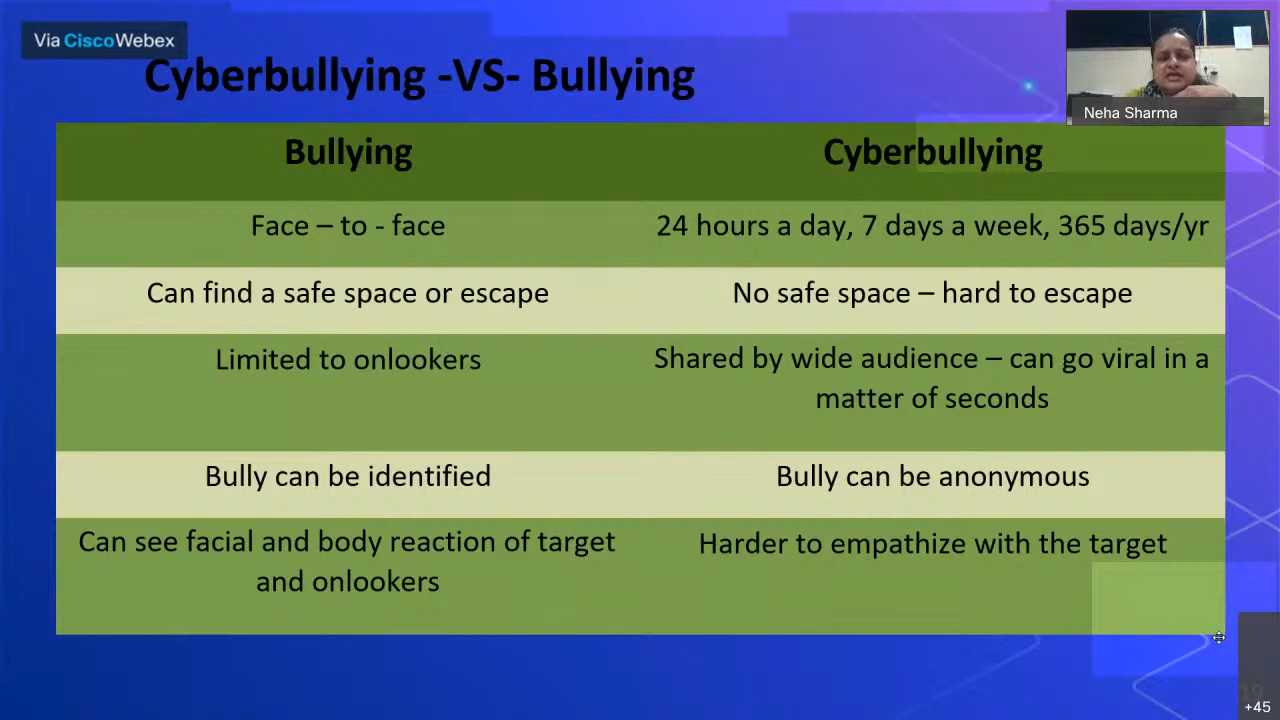 Via CiscoWebex
Cyberbullying -VS- Bullying
Neha Sharma
Bullying
Cyberbullying
Face – to - face
24 hours a day, 7 days a week, 365 days/yr
Can find a safe space or escape
No safe space – hard to escape
Limited to onlookers
Shared by wide audience – can go viral in a
matter of seconds
Bully can be identified
Bully can be anonymous
Can see facial and body reaction of target
and onlookers
Harder to empathize with the target
19
+45